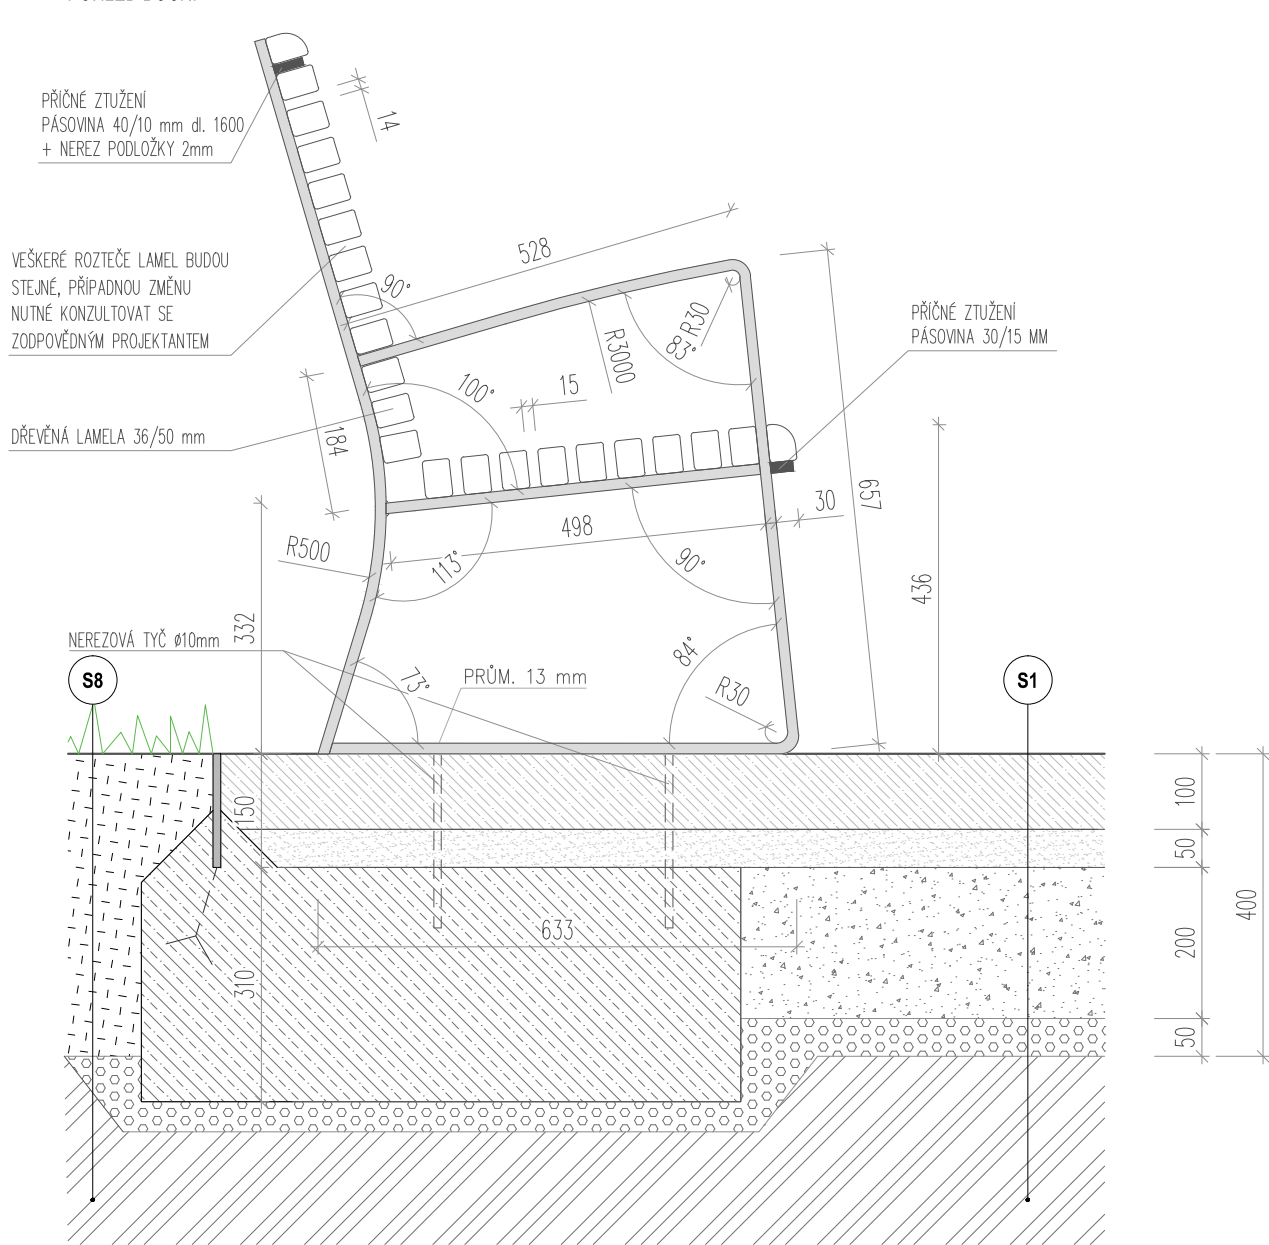 PŘÍČNÉ ZTUŽENÍ
PÁSOVINA 40/10 mm dl. 1600
+ NEREZ PODLOŽKY 2mm
14
VEŠKERÉ ROZTEČE LAMEL BUDOU
STEJNÉ, PŘÍPADNOU ZMĚNU
NUTNÉ KONZULTOVAT SE
ZODPOVĚDNÝM PROJEKTANTEM
528
90°
R30
83°
R3000
PŘÍČNÉ ZTUŽENÍ
PÁSOVINA 30/15 MM
100°
15
DŘEVĚNÁ LAMELA 36/50 mm
184
657
30
498
R500
113°
90°
436
332
NEREZOVÁ TYČ ø10mm
84°
73°
PRŮM. 13 mm
R30
S8
S1
150
100
50
633
200
400
310
50